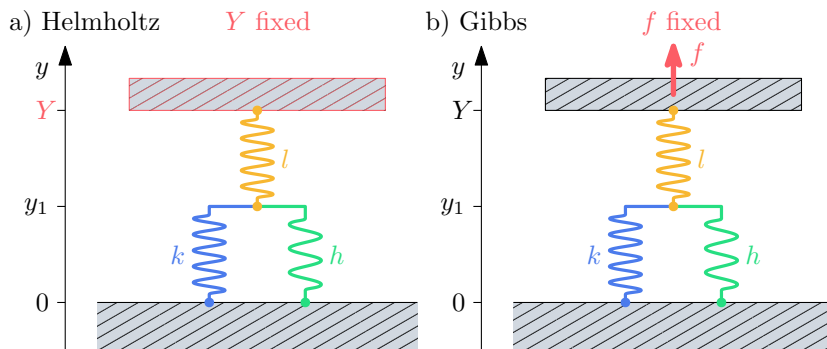 a) Helmholtz
Y fixed
y
Y
l
y₁
k
h
0
b) Gibbs
f fixed
f
y
Y
l
y₁
k
h
0